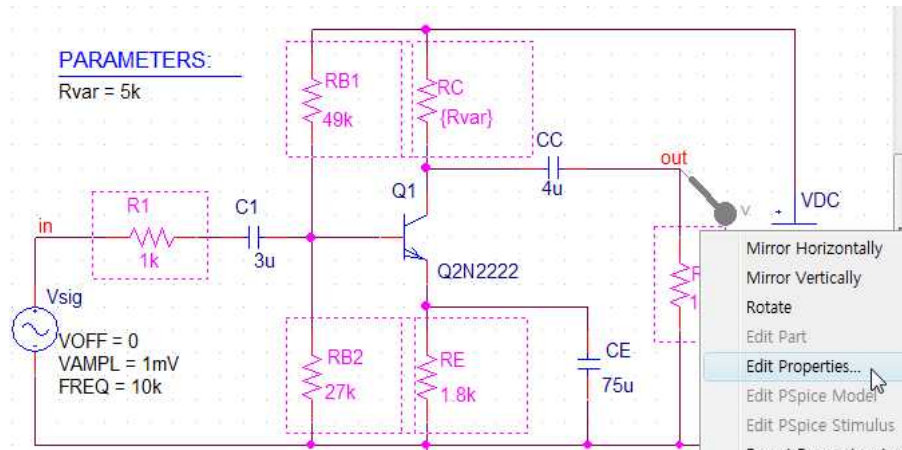 PARAMETERS:
Rvar = 5k
RB1
49k
RC
{Rvar}
CC
4u
out
V
VDC
in
R1
1k
C1
3u
Q1
Q2N2222
Vsig
VOFF = 0
VAMPL = 1mV
FREQ = 10k
RB2
27k
RE
1.8k
CE
75u
Mirror Horizontally
Mirror Vertically
Rotate
Edit Part
Edit Properties...
Edit PSpice Model
Edit PSpice Stimulus